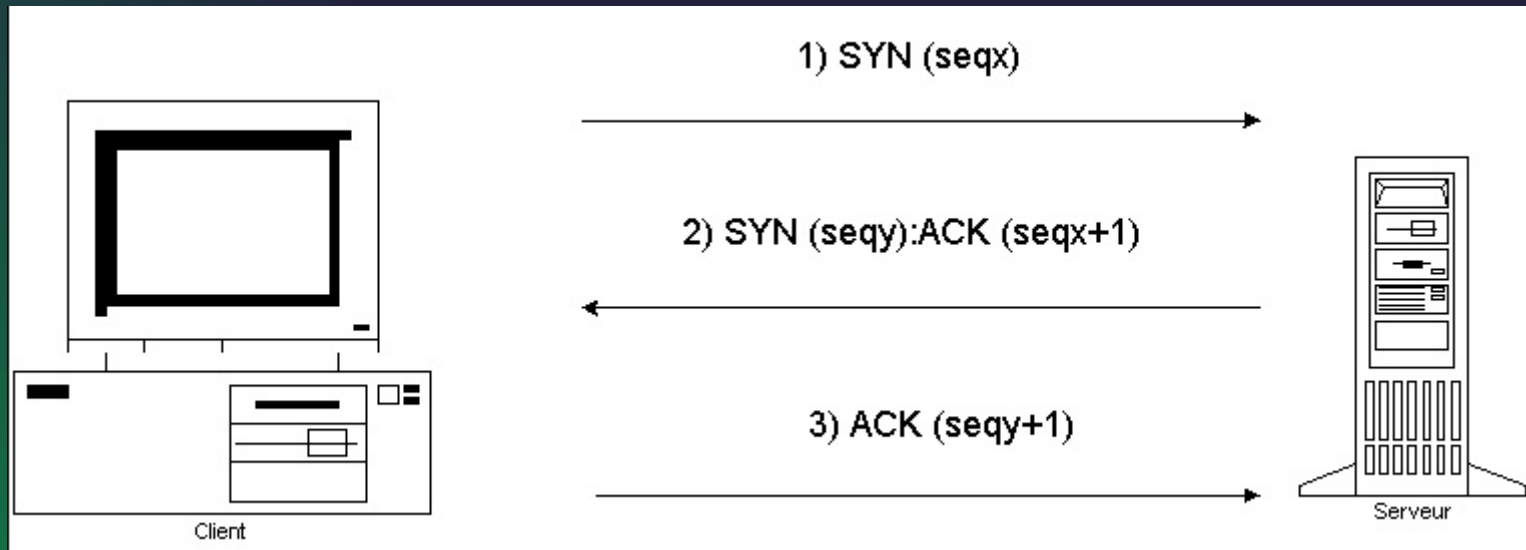 1) SYN (seqx)
2) SYN (seqy):ACK (seqx+1)
3) ACK (seqy+1)
Client
Serveur